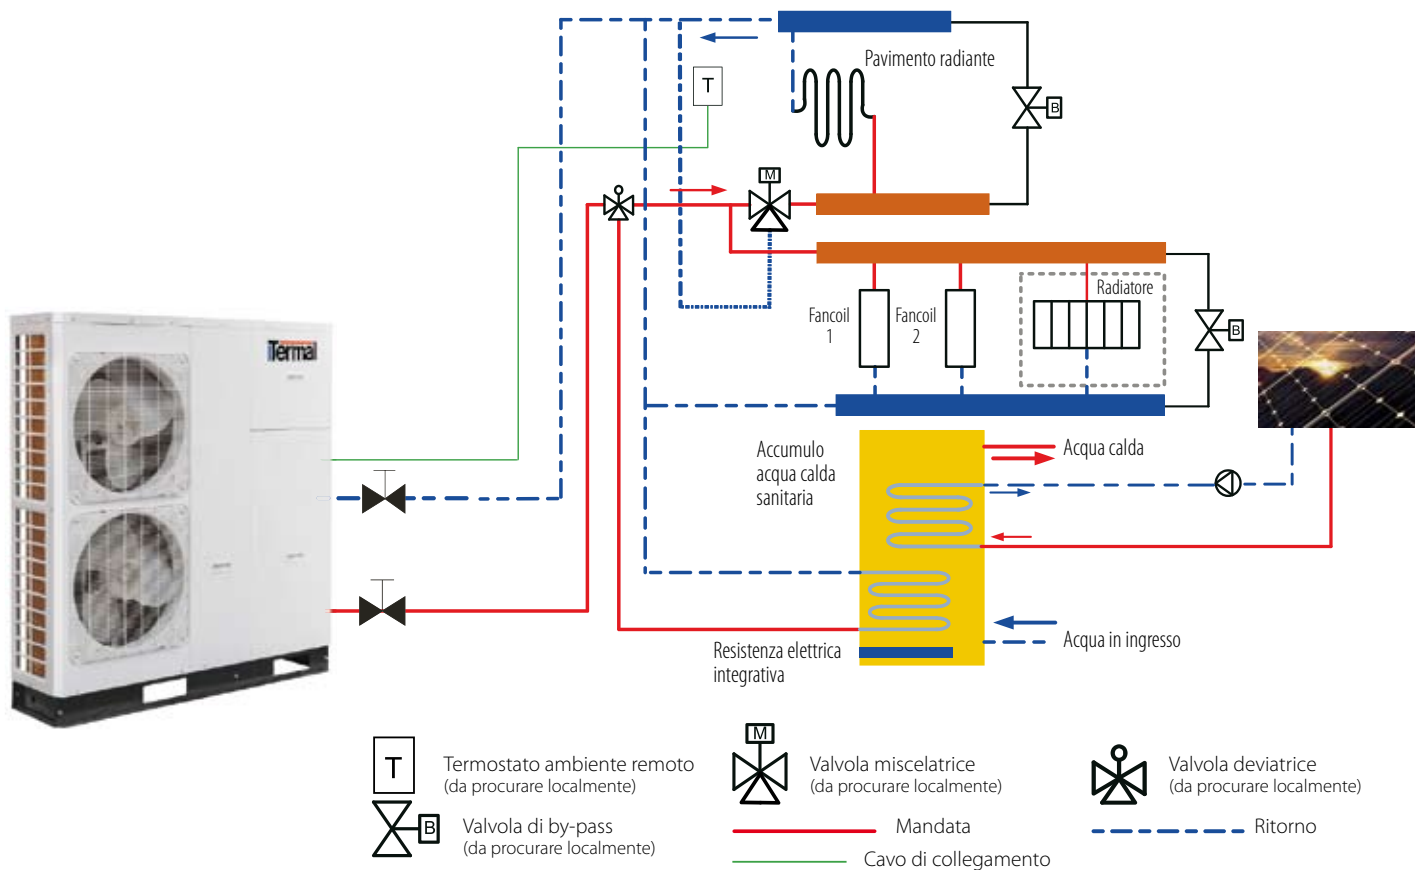 Pavimento radiante
T
B
M
Termal
Fancoil
1
Fancoil
2
Radiatore
B
Accumulo
acqua calda
sanitaria
Acqua calda
Resistenza elettrica
integrativa
Acqua in ingresso
T
Termostato ambiente remoto
(da procurare localmente)
M
Valvola miscelatrice
(da procurare localmente)
Valvola deviatrice
(da procurare localmente)
B
Valvola di by-pass
(da procurare localmente)
Mandata
Ritorno
Cavo di collegamento